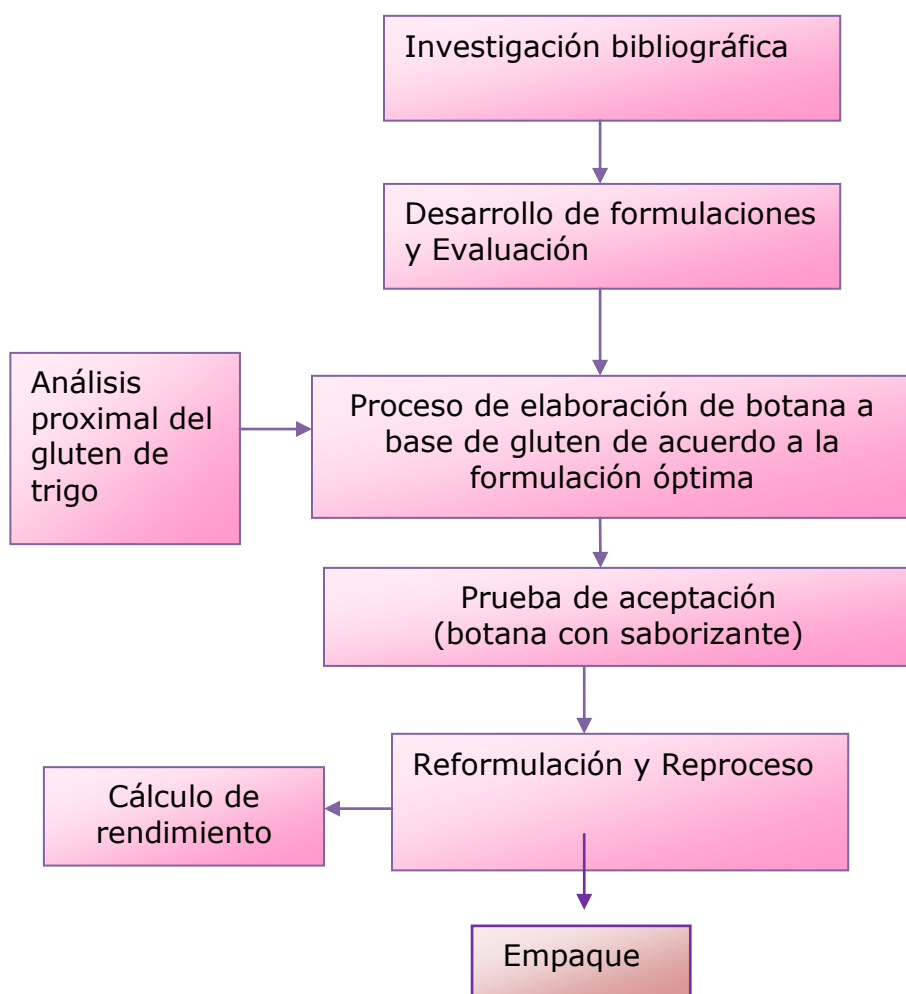 Investigación bibliográfica
Desarrollo de formulaciones
y Evaluación
Análisis
proximal del
gluten de
trigo
Proceso de elaboración de botana a
base de gluten de acuerdo a la
formulación óptima
Prueba de aceptación
(botana con saborizante)
Reformulación y Reproceso
Cálculo de
rendimiento
Empaque